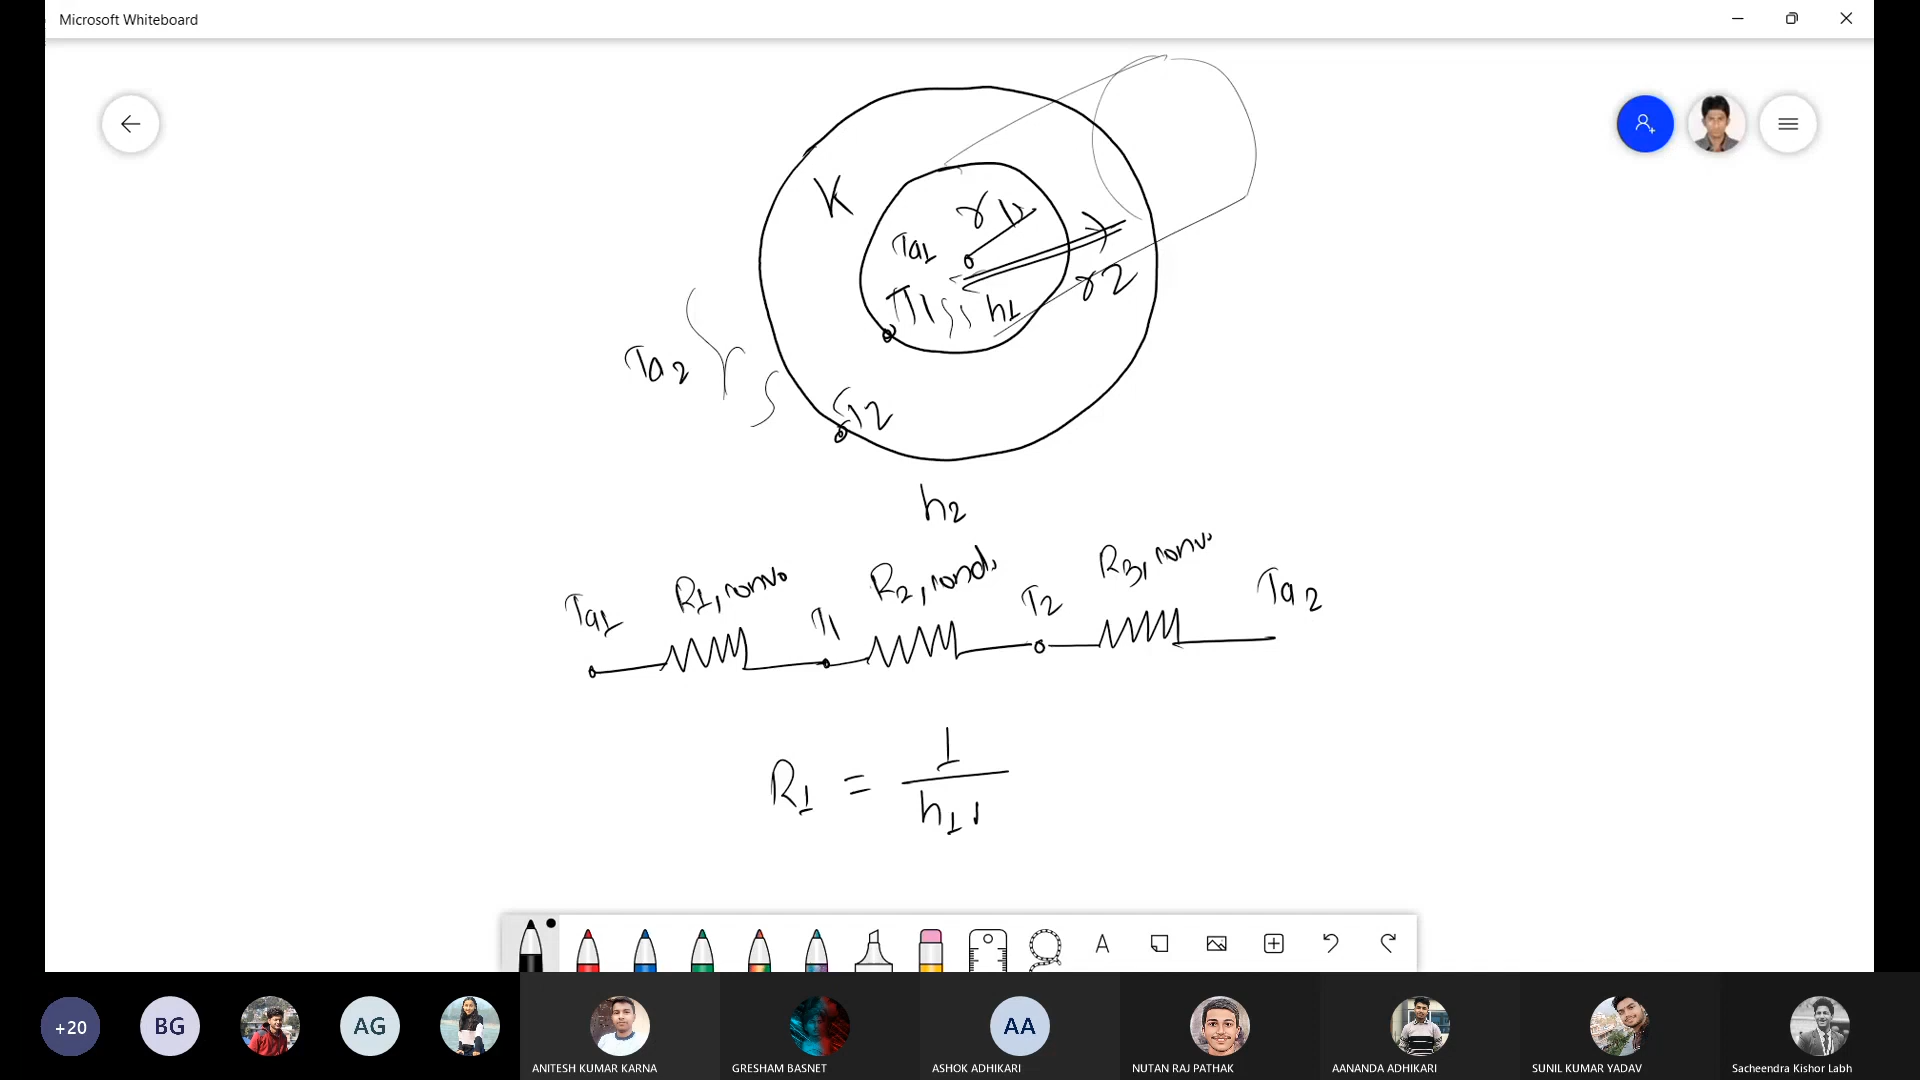 Microsoft Whiteboard
K
r1
Ta1
r2
T1 h1
Ta2
T2
h2
R1, conv. R2, cond. R3, conv.
Ta1 T1 T2 Ta2
R1 = 1
h1
A
+20 BG AG AA
ANITESH KUMAR KARNA GRESHAM BASNET ASHOK ADHIKARI NUTAN RAJ PATHAK AANANDA ADHIKARI SUNIL KUMAR YADAV Sacheendra Kishor Labh